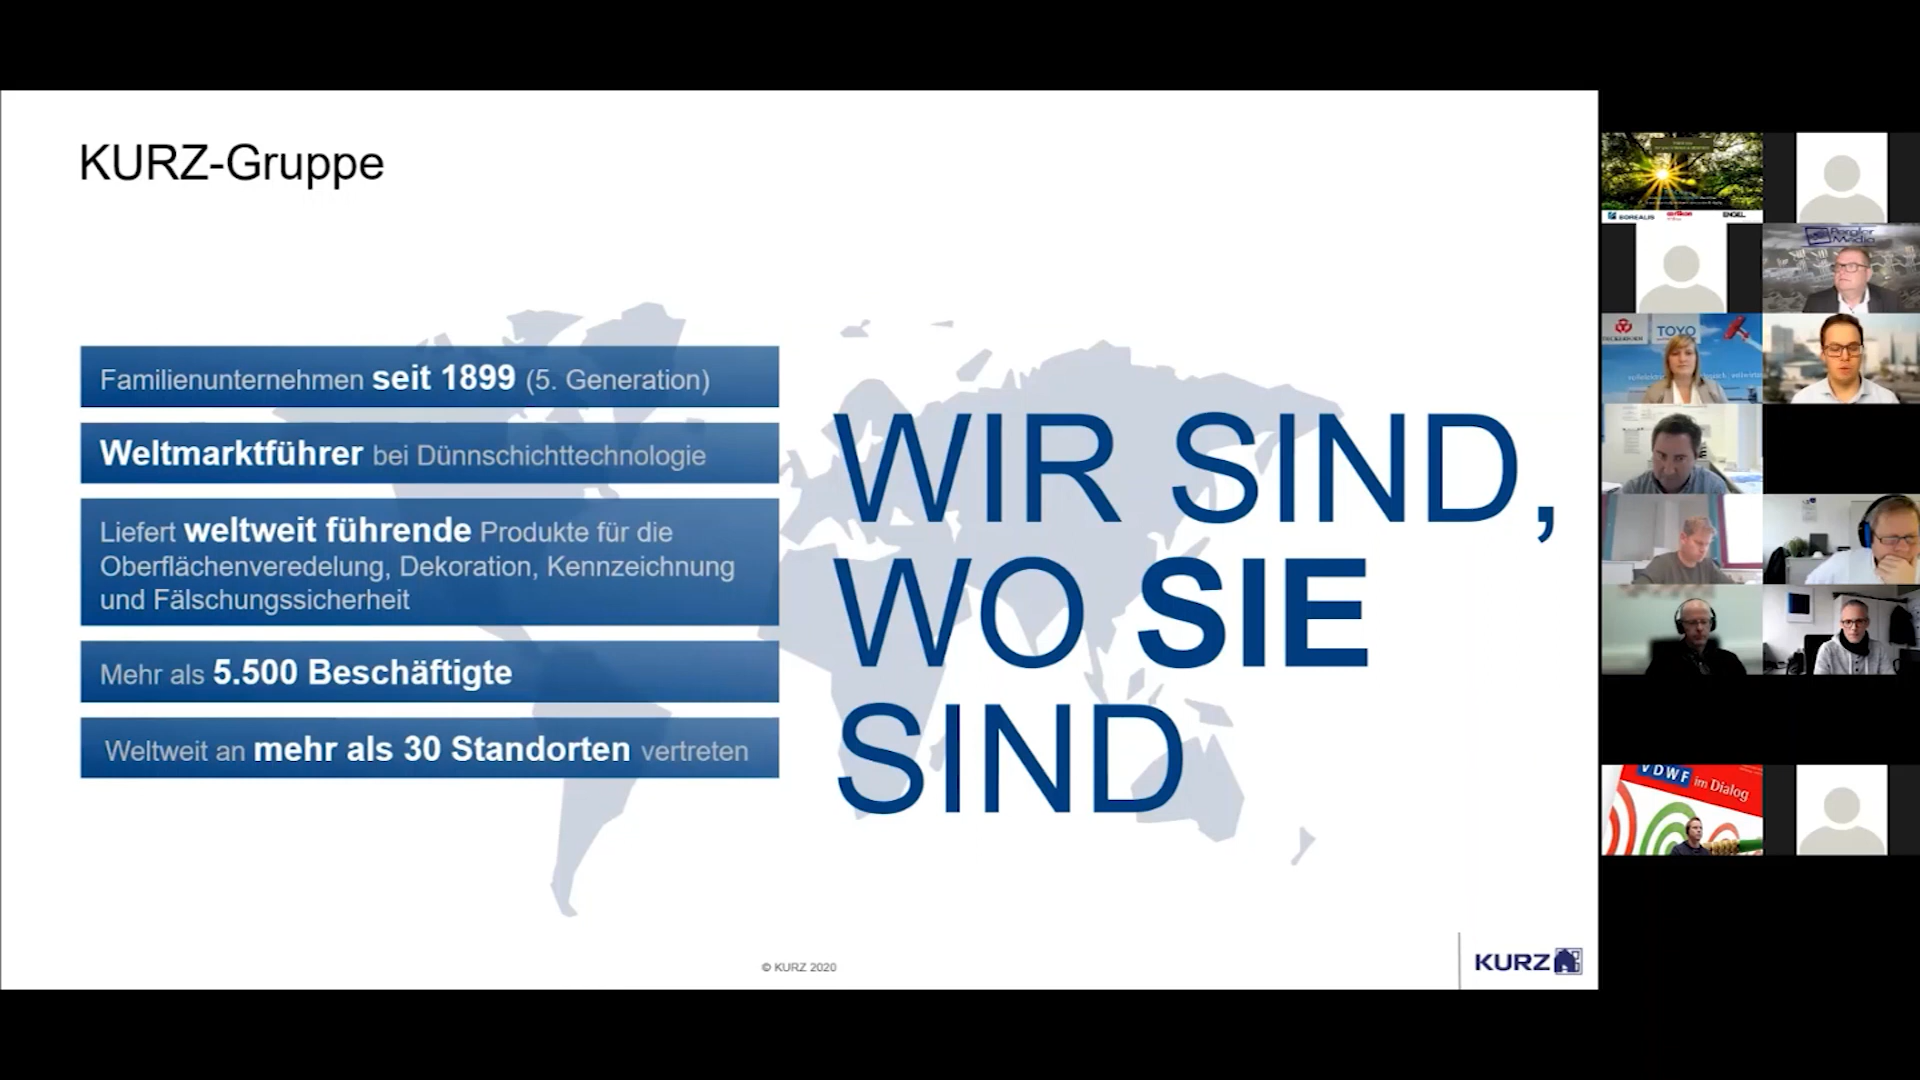 KURZ-Gruppe
Familienunternehmen seit 1899 (5. Generation)
Weltmarktführer bei Dünnschichttechnologie
Liefert weltweit führende Produkte für die
Oberflächenveredelung, Dekoration, Kennzeichnung
und Fälschungssicherheit
Mehr als 5.500 Beschäftigte
Weltweit an mehr als 30 Standorten vertreten
WIR SIND,
WO SIE
SIND
© KURZ 2020
KURZ
BOREALIS
ENGEL
Media
TOYO
VDWF im Dialog